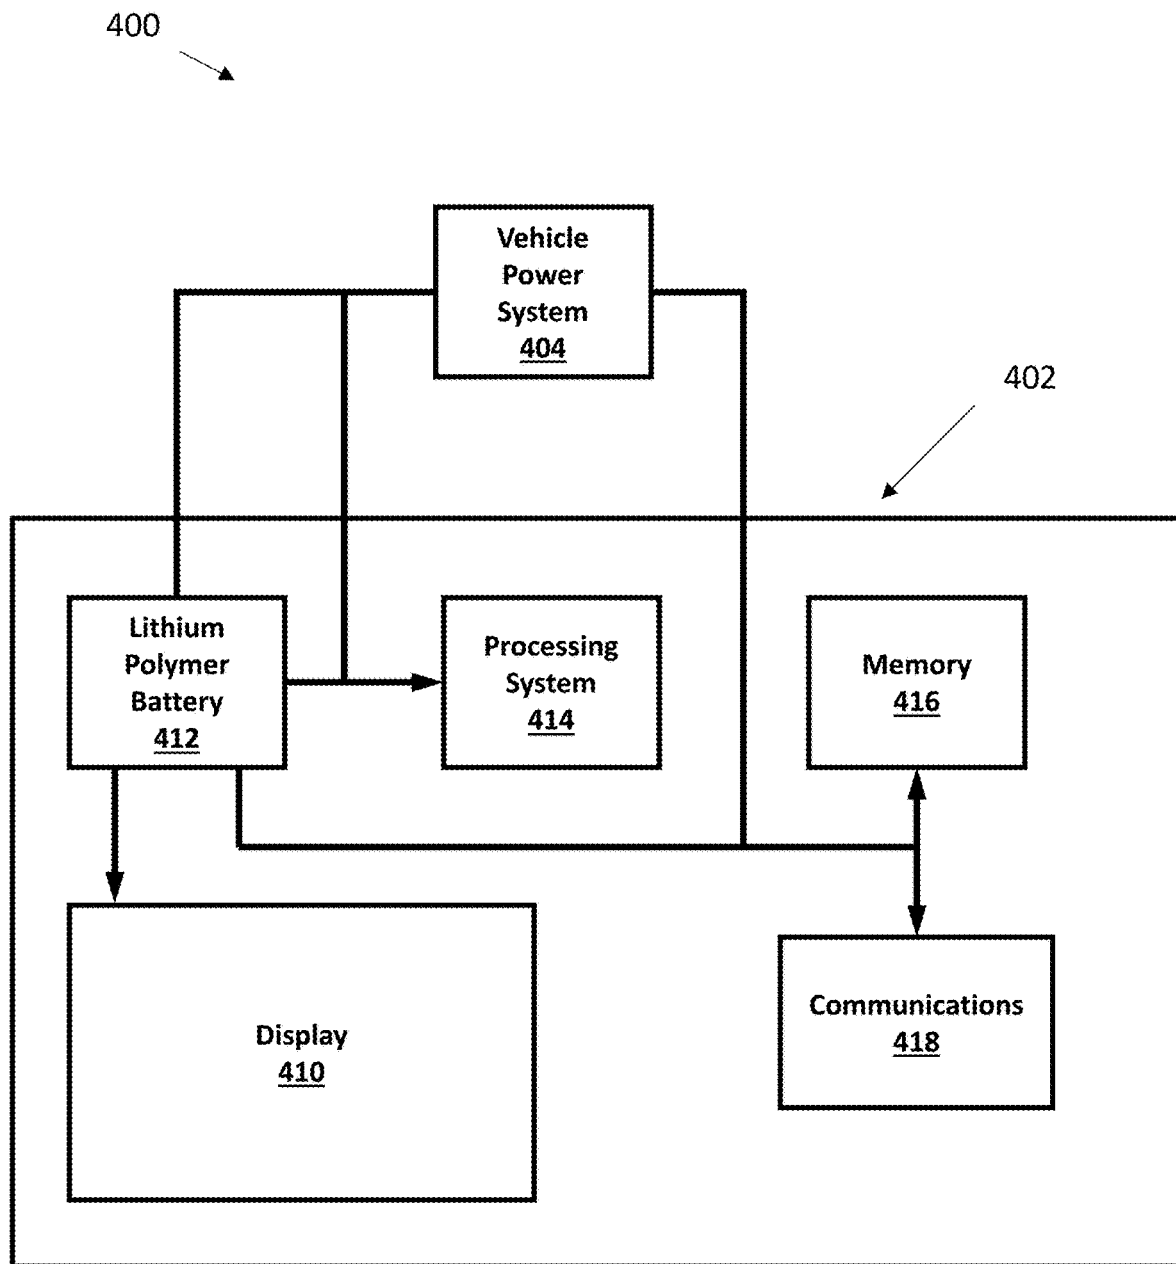 400
Vehicle
Power
System
404
402
Lithium
Polymer
Battery
412
Processing
System
414
Memory
416
Display
410
Communications
418